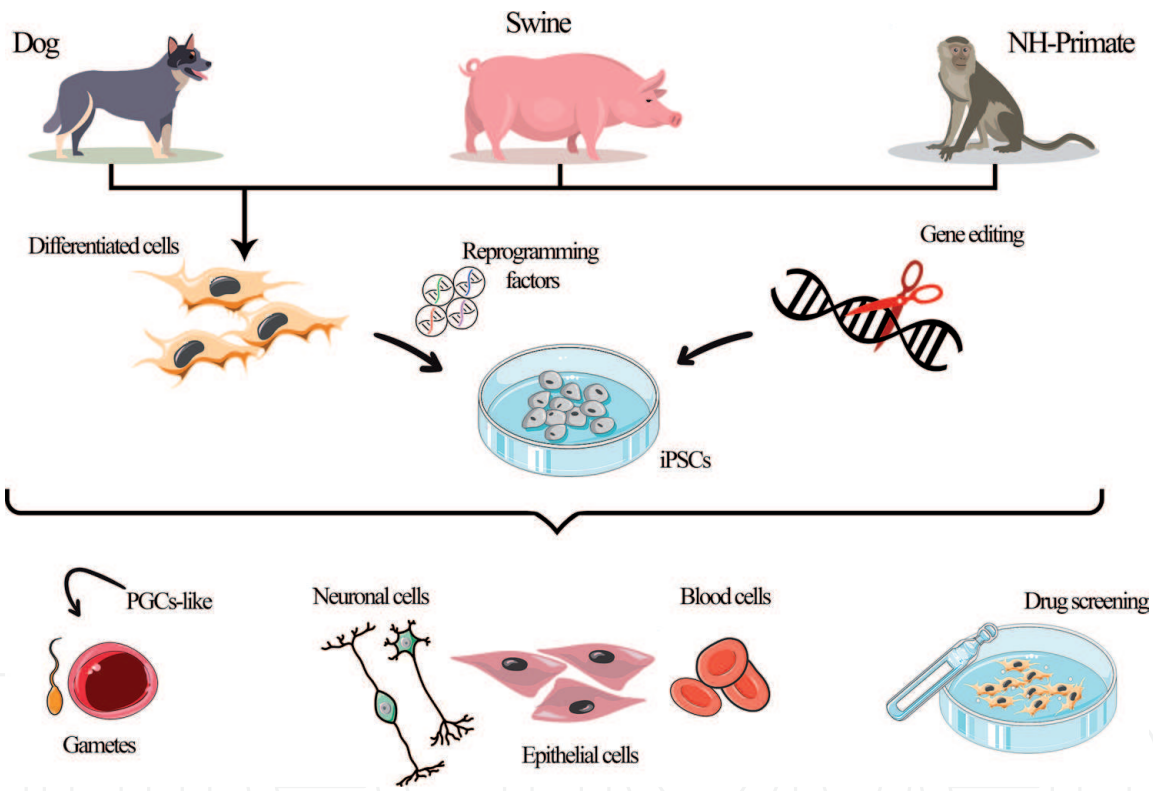 Dog
Swine
NH-Primate
Differentiated cells
Reprogramming
factors
Gene editing
iPSCs
PGCs-like
Neuronal cells
Blood cells
Drug screening
Gametes
Epithelial cells